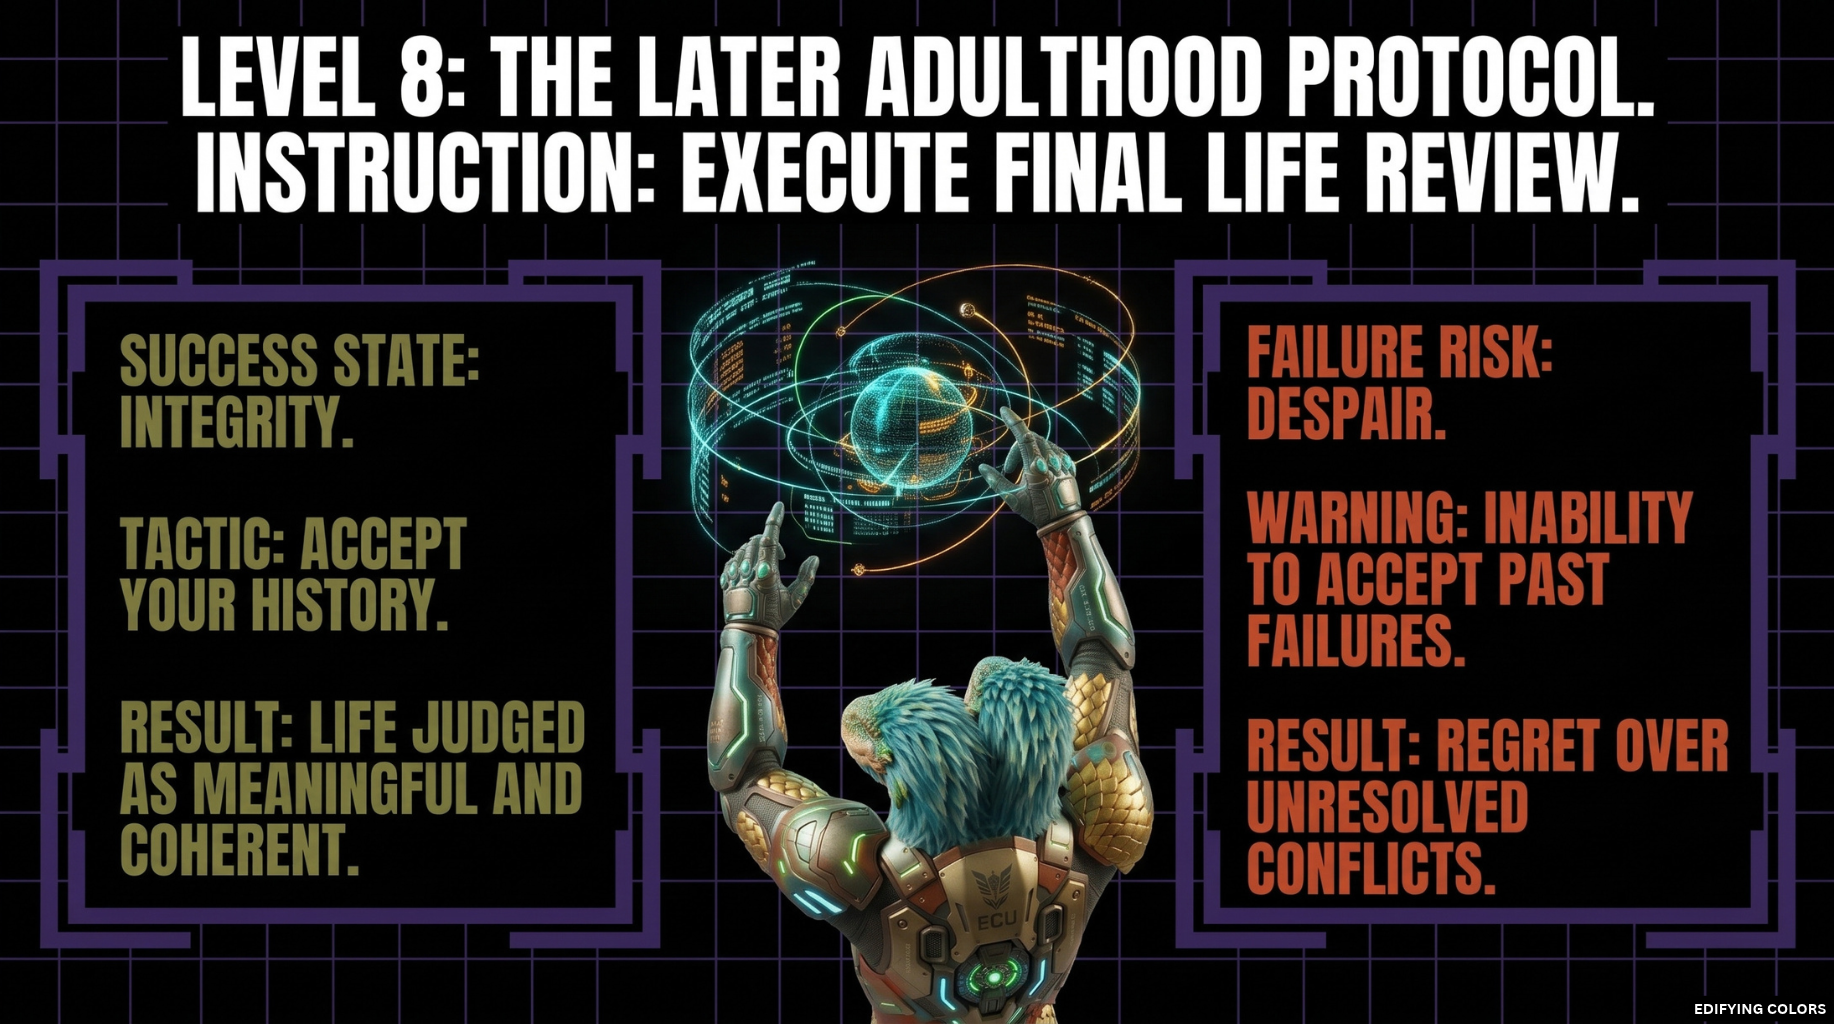 LEVEL 8: THE LATER ADULTHOOD PROTOCOL.
INSTRUCTION: EXECUTE FINAL LIFE REVIEW.
SUCCESS STATE:
INTEGRITY.
TACTIC: ACCEPT
YOUR HISTORY.
RESULT: LIFE JUDGED
AS MEANINGFUL AND
COHERENT.
FAILURE RISK:
DESPAIR.
WARNING: INABILITY
TO ACCEPT PAST
FAILURES.
RESULT: REGRET OVER
UNRESOLVED
CONFLICTS.
ECU
EDIFYING COLORS